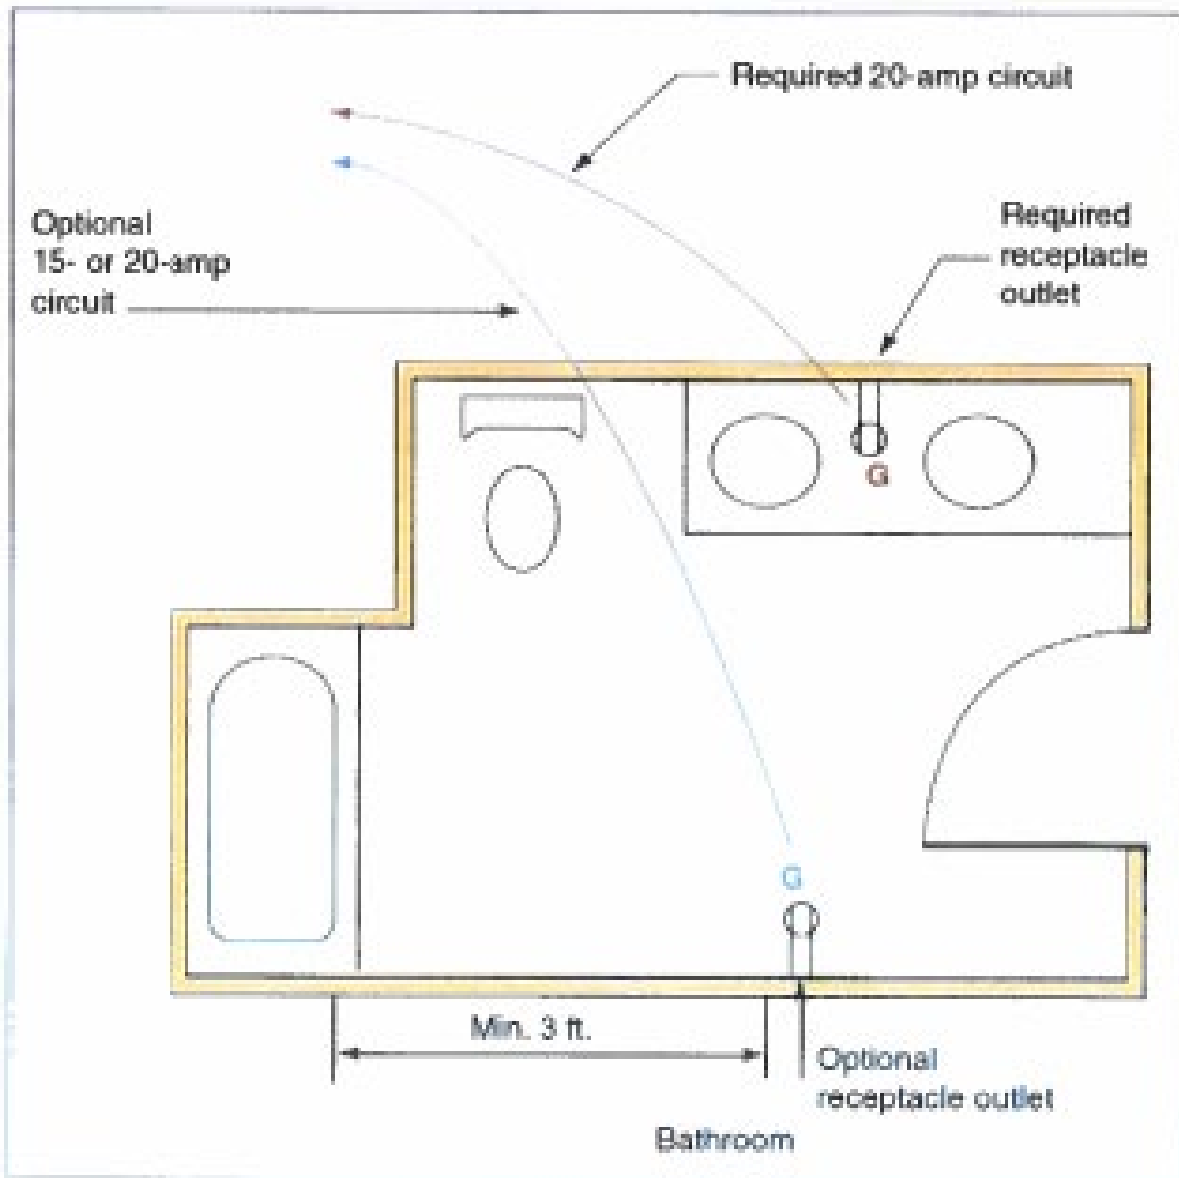 Required 20-amp circuit
Optional
15- or 20-amp
circuit
Required
receptacle
outlet
G
G
Min. 3 ft.
Optional
receptacle outlet
Bathroom